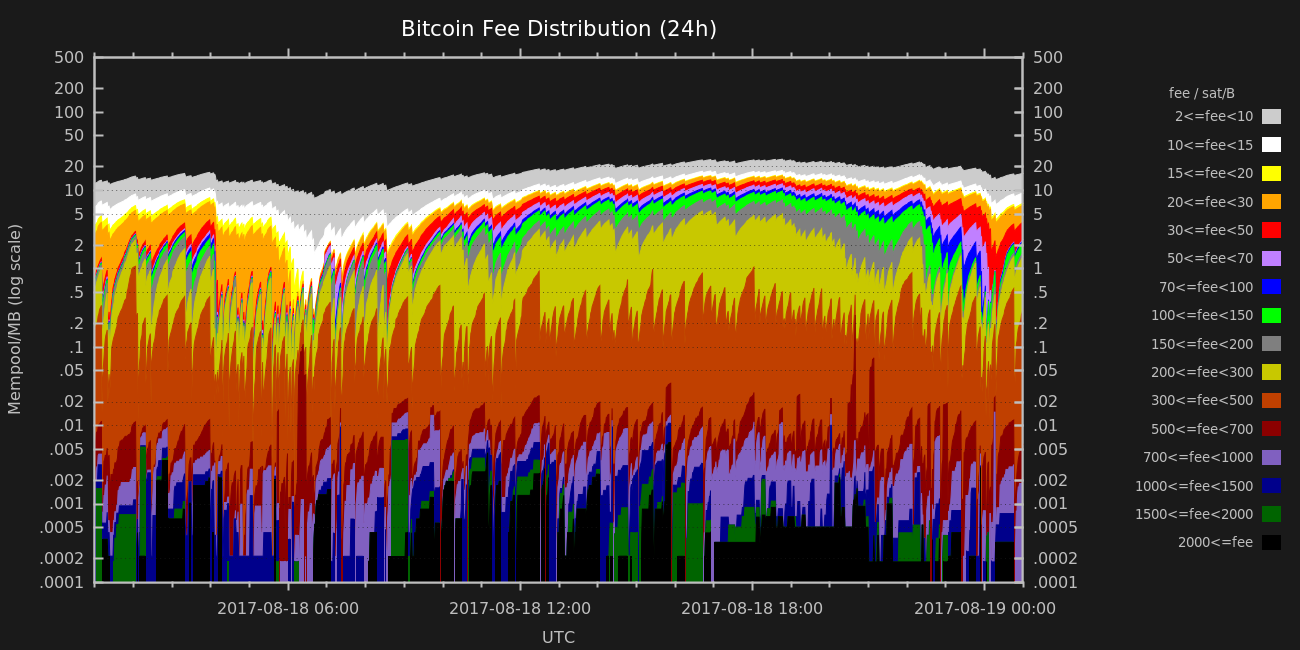 Bitcoin Fee Distribution (24h)
500
200
100
50
20
10
5
2
1
.5
.2
.1
.05
.02
.01
.005
.002
.001
.0005
.0002
.0001
Mempool/MB (log scale)
500
200
100
50
20
10
5
2
1
.5
.2
.1
.05
.02
.01
.005
.002
.001
.0005
.0002
.0001
2017-08-18 06:00
2017-08-18 12:00
2017-08-18 18:00
2017-08-19 00:00
UTC
fee / sat/B
2<=fee<10
10<=fee<15
15<=fee<20
20<=fee<30
30<=fee<50
50<=fee<70
70<=fee<100
100<=fee<150
150<=fee<200
200<=fee<300
300<=fee<500
500<=fee<700
700<=fee<1000
1000<=fee<1500
1500<=fee<2000
2000<=fee